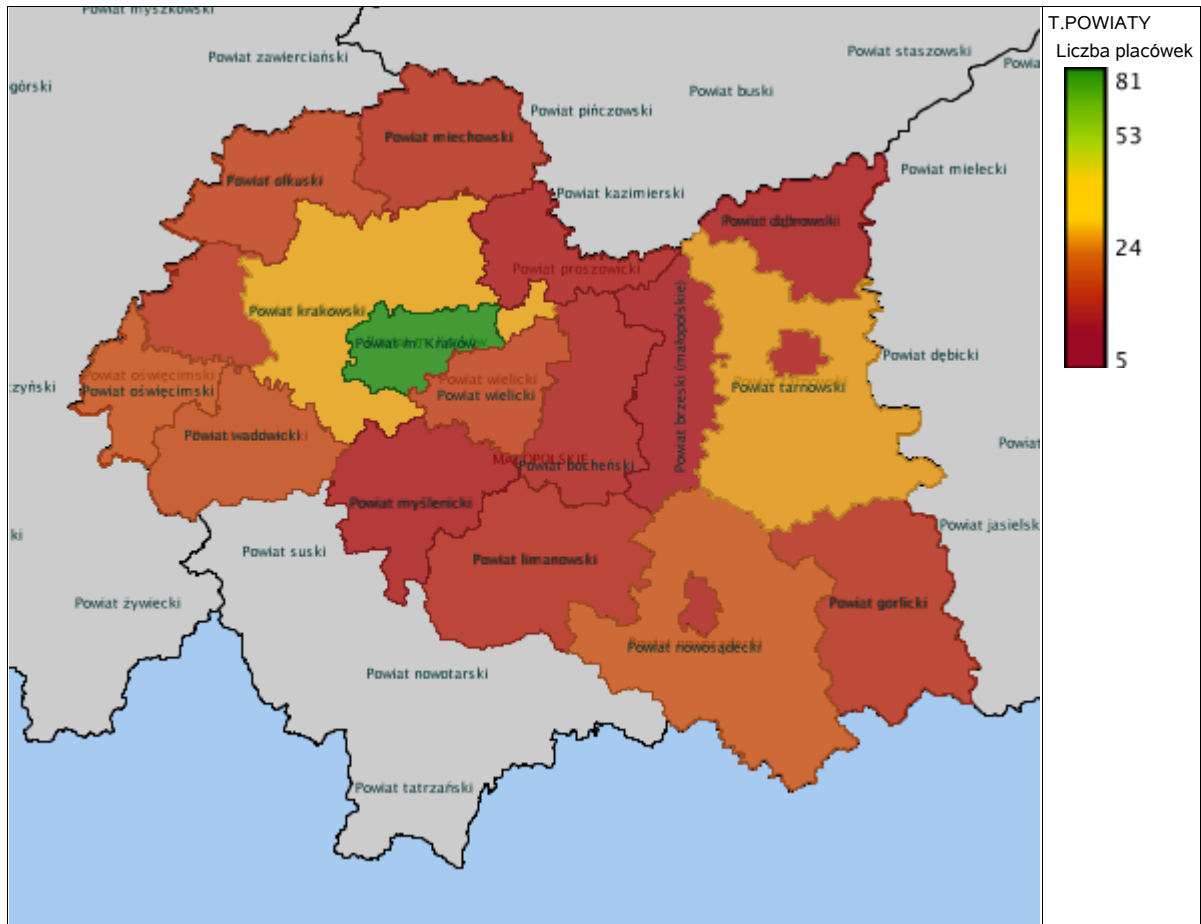 Powiat myszkowski
Powiat zawierciański
Powiat staszowski
Powia
górski
Powiat buski
Powiat pińczowski
Powiat miechowski
Powiat mielecki
Powiat olkuski
Powiat kazimierski
Powiat dąbrowski
Powiat proszowicki
Powiat krakowski
Powiat m. Kraków
Powiat brzeski (małopolskie)
Powiat dębicki
Powiat oświęcimski
Powiat oświęcimski
czyński
Powiat wielicki
Powiat wielicki
Powiat tarnowski
Powiat wadowicki
Powiat
MAŁOPOLSKIE
Powiat bocheński
Powiat myślenicki
Powiat jasielsk
ki
Powiat suski
Powiat limanowski
Powiat żywiecki
Powiat gorlicki
Powiat nowosądecki
Powiat nowotarski
Powiat tatrzański
T.POWIATY
Liczba placówek
81
53
24
5